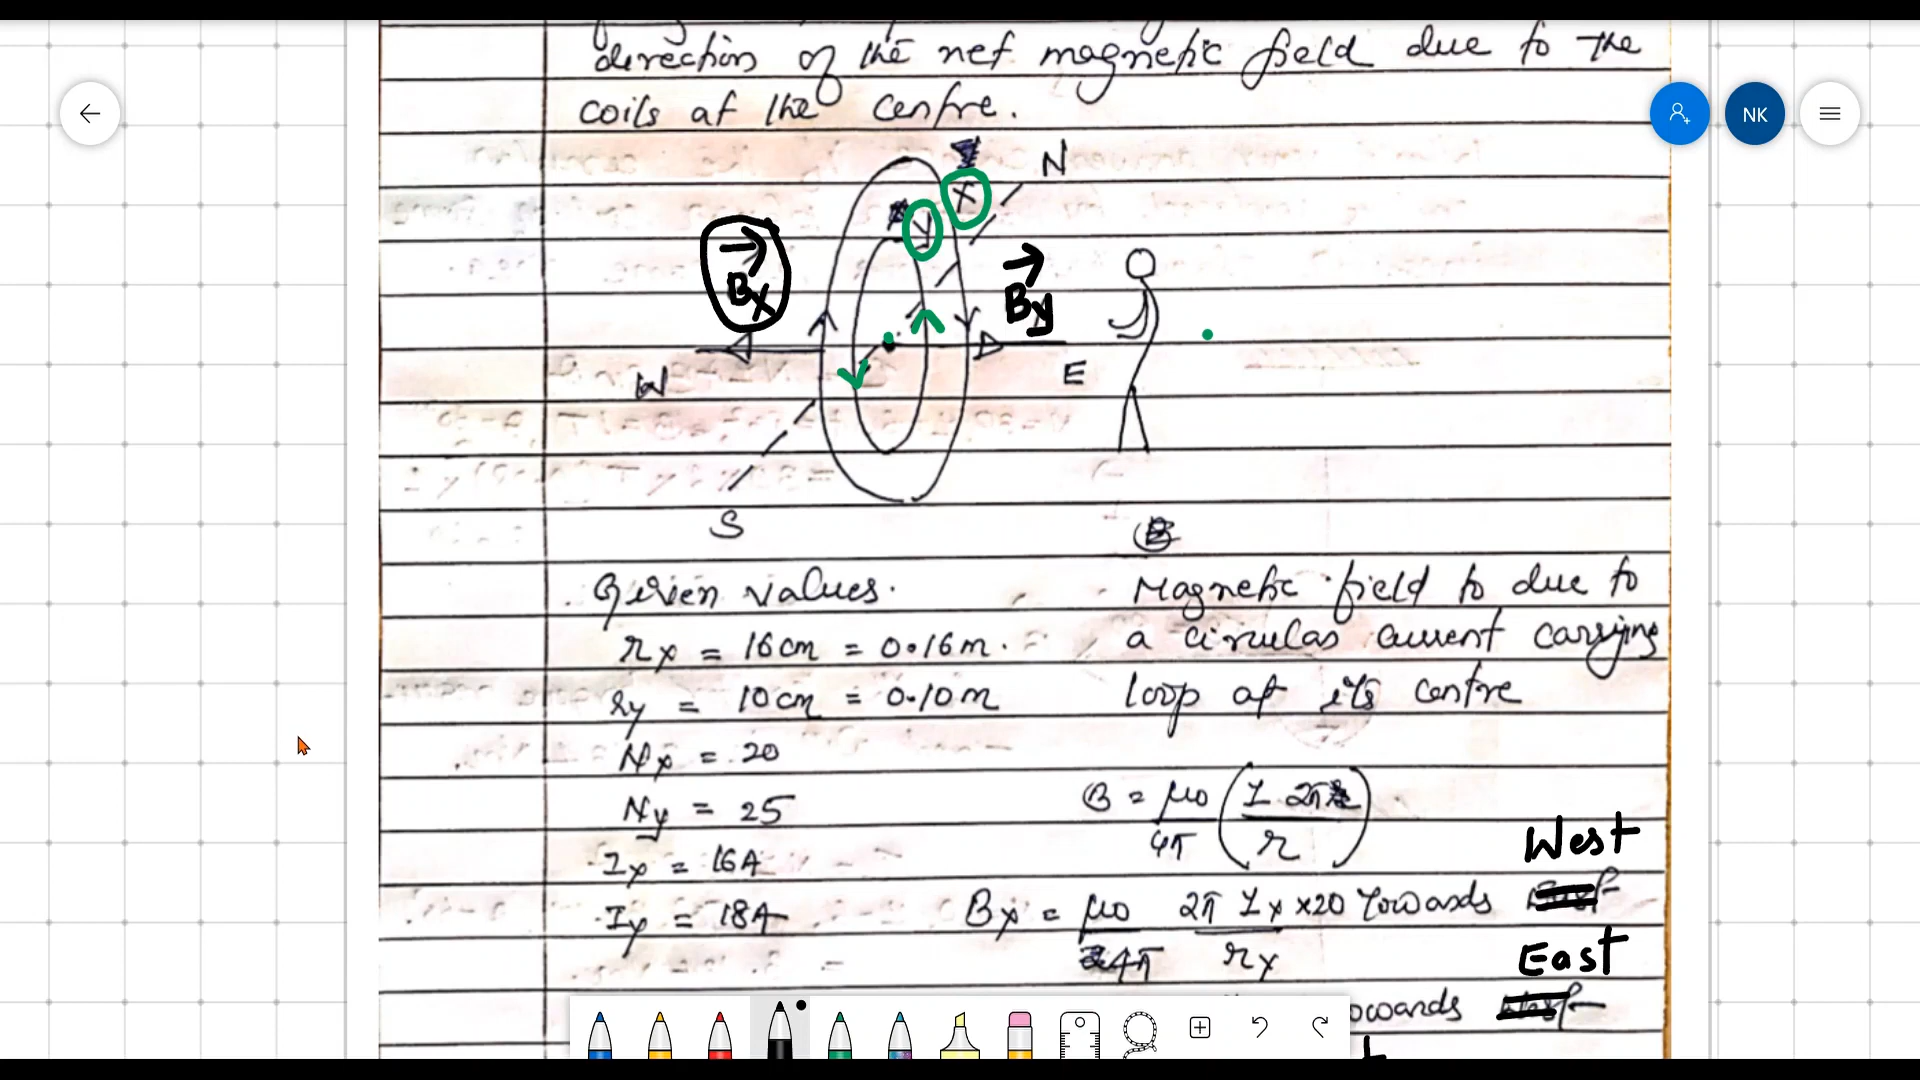 direction of the net magnetic field due to the
coils at the centre.
N
X
Y
Bx
By
W
E
S
Given values.
rx = 16cm = 0.16m.
ry = 10cm = 0.10m
Nx = 20
Ny = 25
Ix = 16A
Iy = 18A
Magnetic field b due to
a circular current carrying
loop at its centre
B = μ0/4π (I 2π/r)
West
Bx = μ0/4π 2π Ix ×20/rx Towards
East
owards
NK